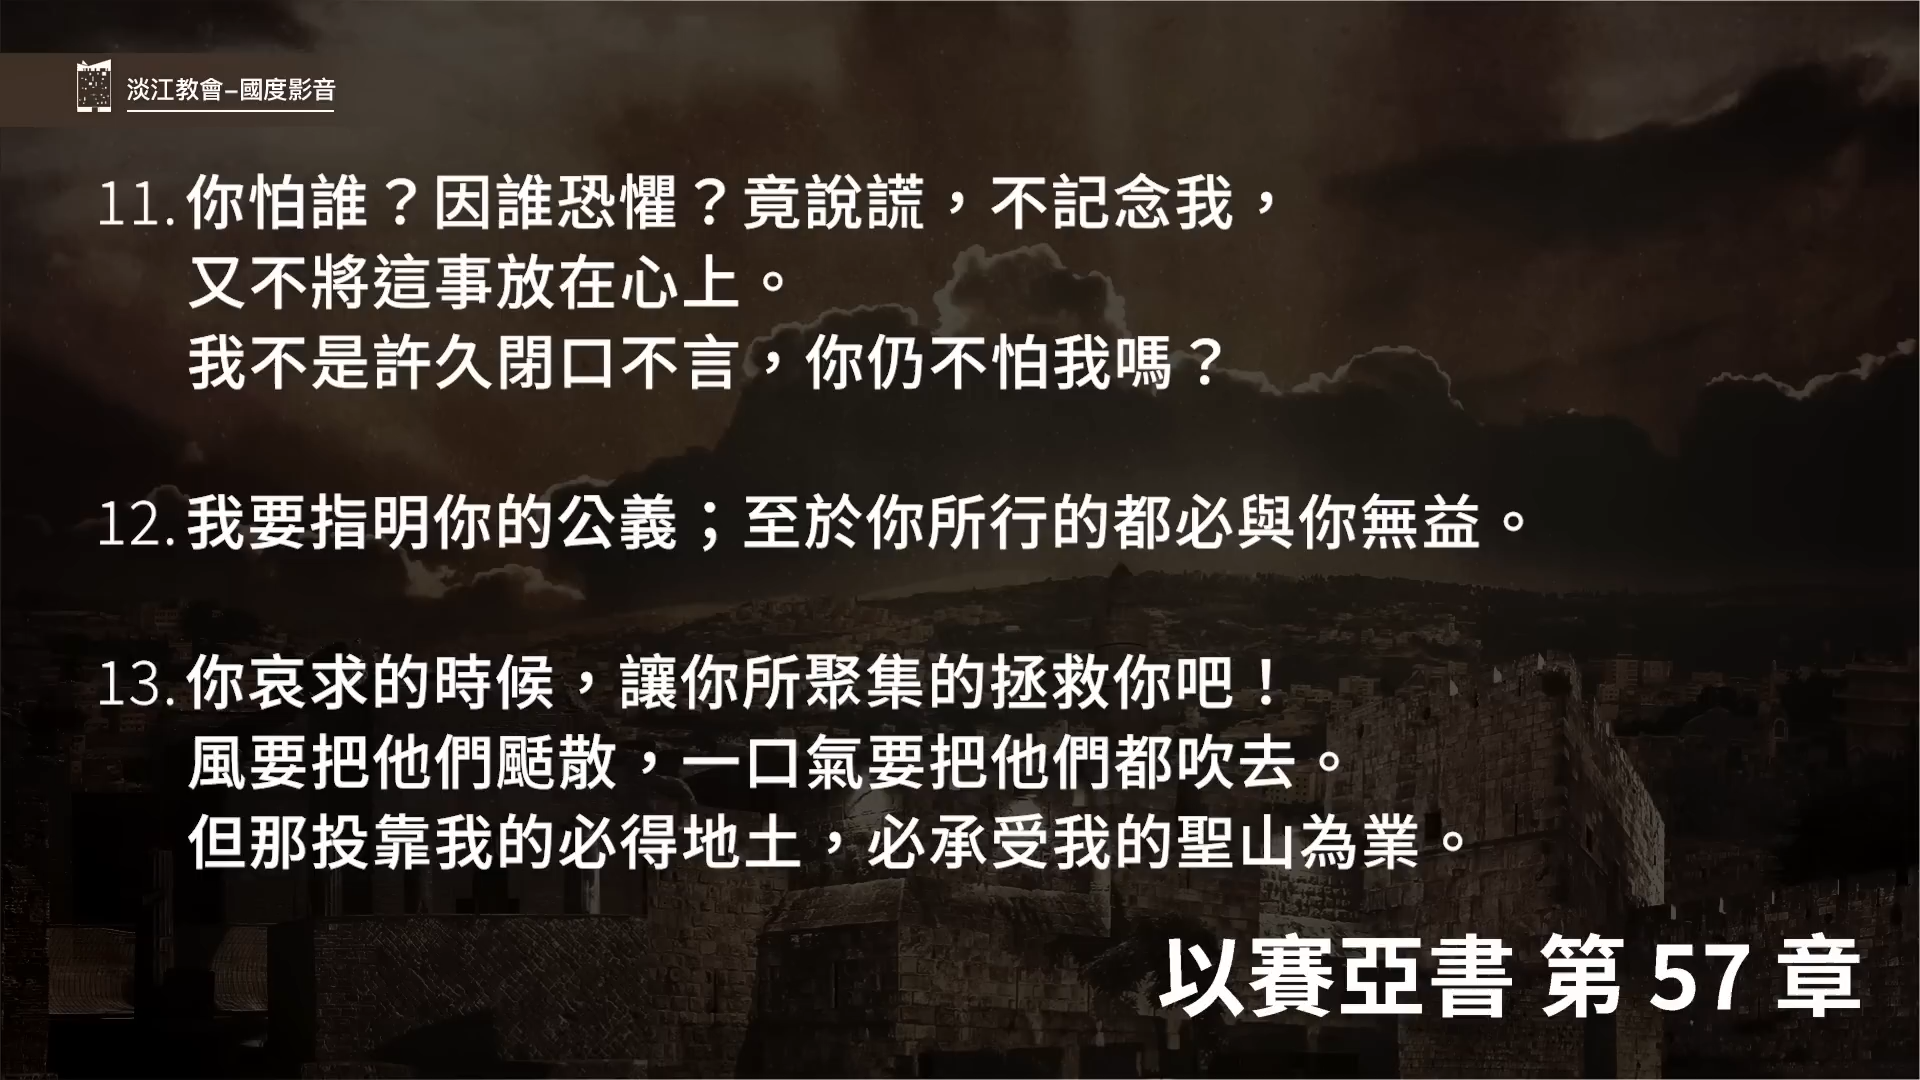 淡江教會–國度影音
11.你怕誰？因誰恐懼？竟說謊，不記念我，
又不將這事放在心上。
我不是許久閉口不言，你仍不怕我嗎？
12.我要指明你的公義；至於你所行的都必與你無益。
13.你哀求的時候，讓你所聚集的拯救你吧！
風要把他們颳散，一口氣要把他們都吹去。
但那投靠我的必得地土，必承受我的聖山為業。
以賽亞書 第 57 章